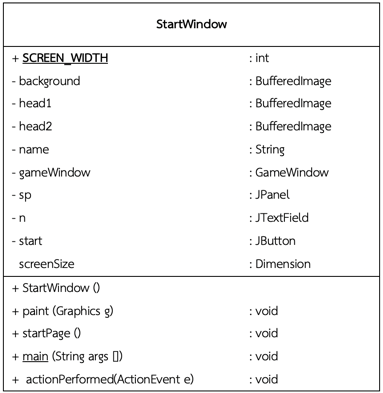 StartWindow
+ SCREEN_WIDTH : int
- background : BufferedImage
- head1 : BufferedImage
- head2 : BufferedImage
- name : String
- gameWindow : GameWindow
- sp : JPanel
- n : JTextField
- start : JButton
screenSize : Dimension
+ StartWindow ()
+ paint (Graphics g) : void
+ startPage () : void
+ main (String args []) : void
+ actionPerformed(ActionEvent e) : void